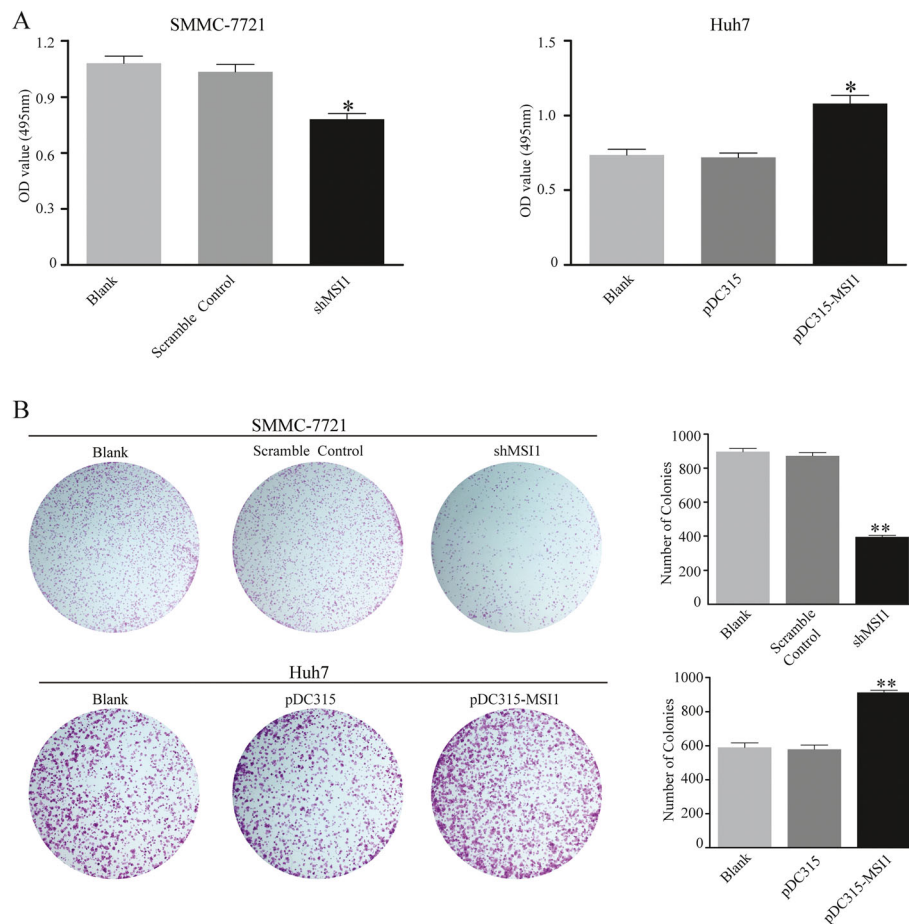 A
SMMC-7721
OD value (495nm)
1.2
0.9
0.6
0.3
0
*
Blank
Scramble Control
shMSI1
Huh7
OD value (495nm)
1.5
1.0
0.5
0
*
Blank
pDC315
pDC315-MSI1
B
SMMC-7721
Blank
Scramble Control
shMSI1
Number of Colonies
1000
800
600
400
200
0
**
Blank
Scramble
Control
shMSI1
Huh7
Blank
pDC315
pDC315-MSI1
Number of Colonies
1000
800
600
400
200
0
**
Blank
pDC315
pDC315-MSI1